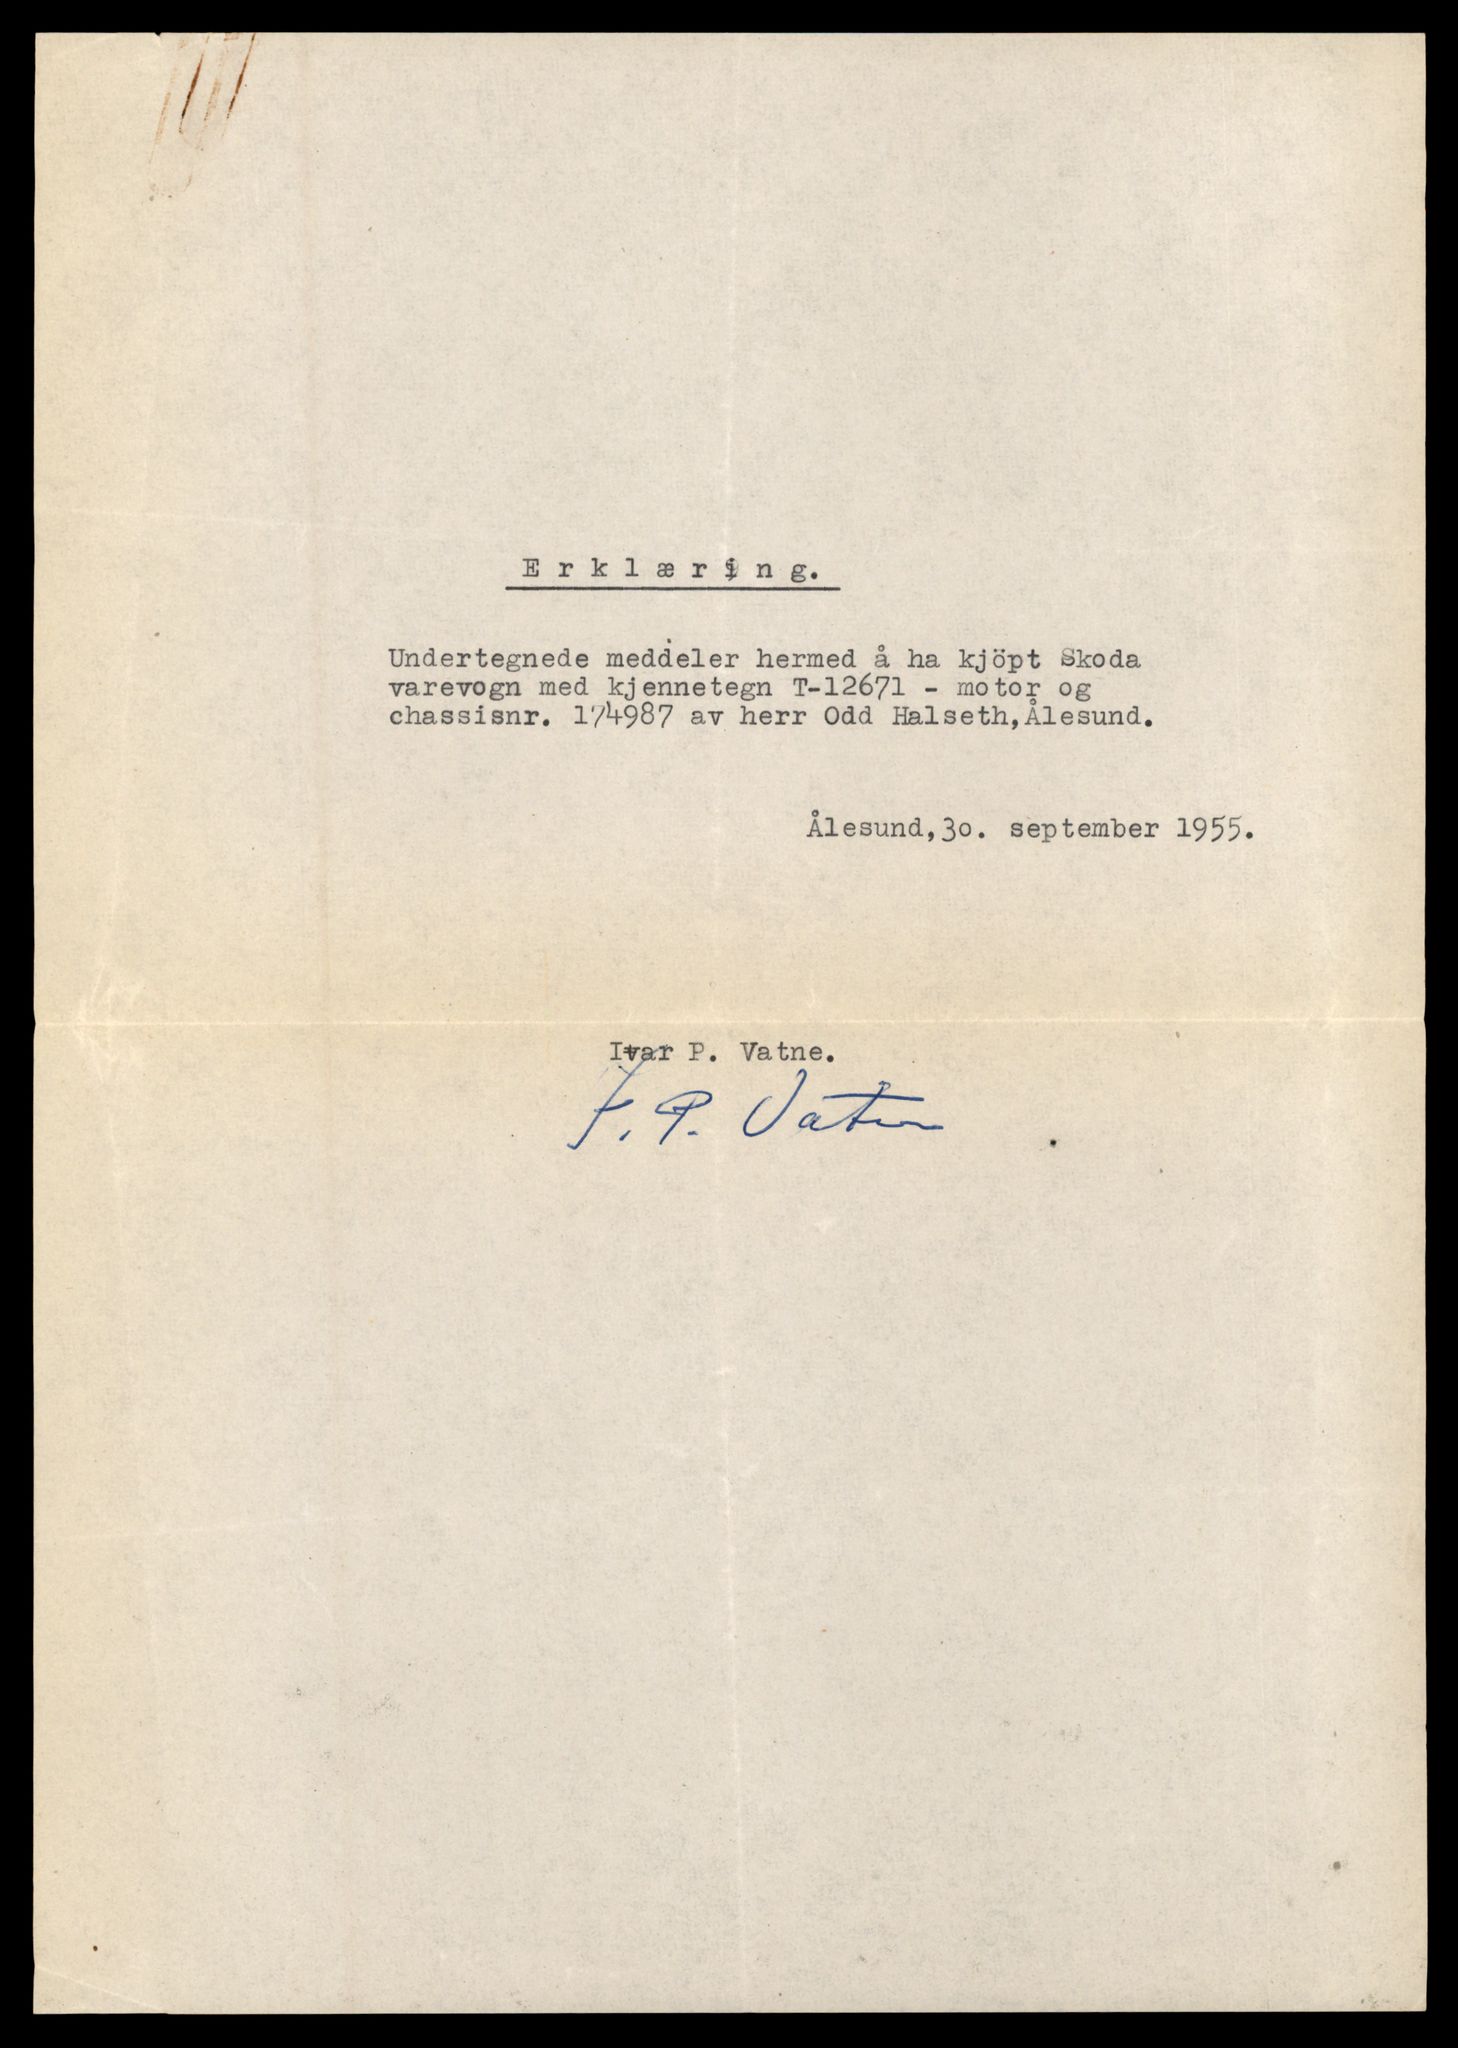 E r k l æ r i n g.
Undertegnede meddeler hermed å ha kjöpt Skoda
varevogn med kjennetegn T-12671 - motor og
chassisnr. 174987 av herr Odd Halseth,Ålesund.
Ålesund,30. september 1955.
Ivar P. Vatne.
I. P. Vatne